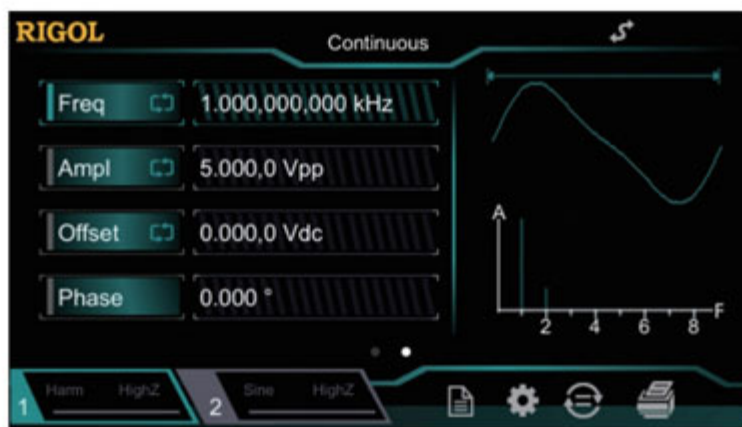 RIGOL
Continuous
Freq 1.000,000,000 kHz
Ampl 5.000,0 Vpp
Offset 0.000,0 Vdc
Phase 0.000 °
A
F
2 4 6 8
1 Harm HighZ
2 Sine HighZ